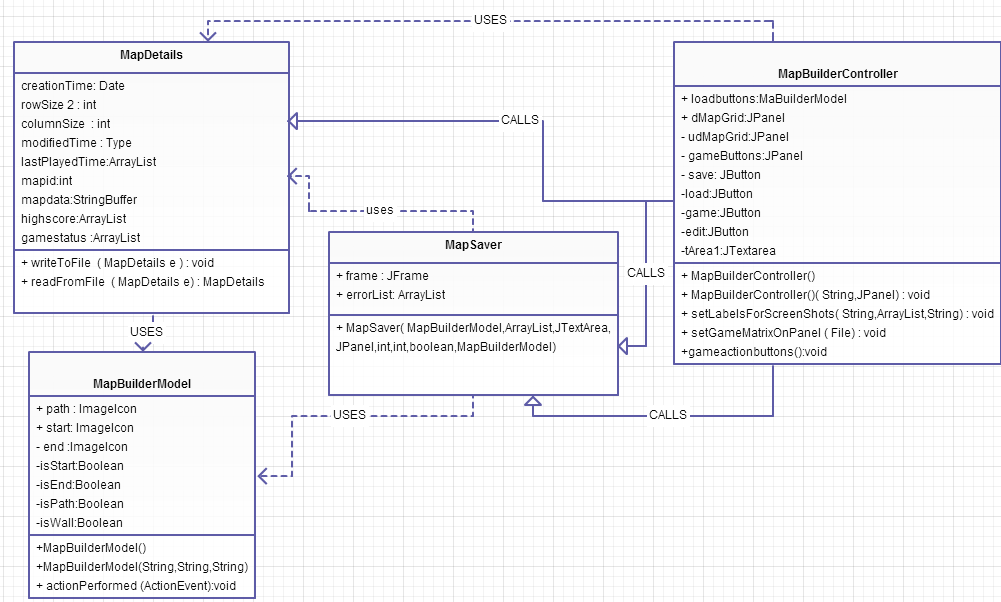 USES
MapDetails
creationTime: Date
rowSize 2 : int
columnSize : int
modifiedTime : Type
lastPlayedTime:ArrayList
mapid:int
mapdata:StringBuffer
highscore:ArrayList
gamestatus :ArrayList
+ writeToFile ( MapDetails e ) : void
+ readFromFile ( MapDetails e) : MapDetails
MapBuilderController
+ loadbuttons:MaBuilderModel
+ dMapGrid:JPanel
- udMapGrid:JPanel
- gameButtons:JPanel
- save: JButton
-load:JButton
-game:JButton
-edit:JButton
-tArea1:JTextarea
+ MapBuilderController()
+ MapBuilderController()( String,JPanel) : void
+ setLabelsForScreenShots ( String,ArrayList,String) : void
+ setGameMatrixOnPanel ( File) : void
+gameactionbuttons():void
CALLS
uses
MapSaver
+ frame : JFrame
+ errorList: ArrayList
+ MapSaver( MapBuilderModel,ArrayList,JTextArea,
JPanel,int,int,boolean,MapBuilderModel)
CALLS
CALLS
USES
USES
MapBuilderModel
+ path : ImageIcon
+ start: ImageIcon
- end :ImageIcon
-isStart:Boolean
-isEnd:Boolean
-isPath:Boolean
-isWall:Boolean
+MapBuilderModel()
+MapBuilderModel(String,String,String)
+ actionPerformed (ActionEvent):void